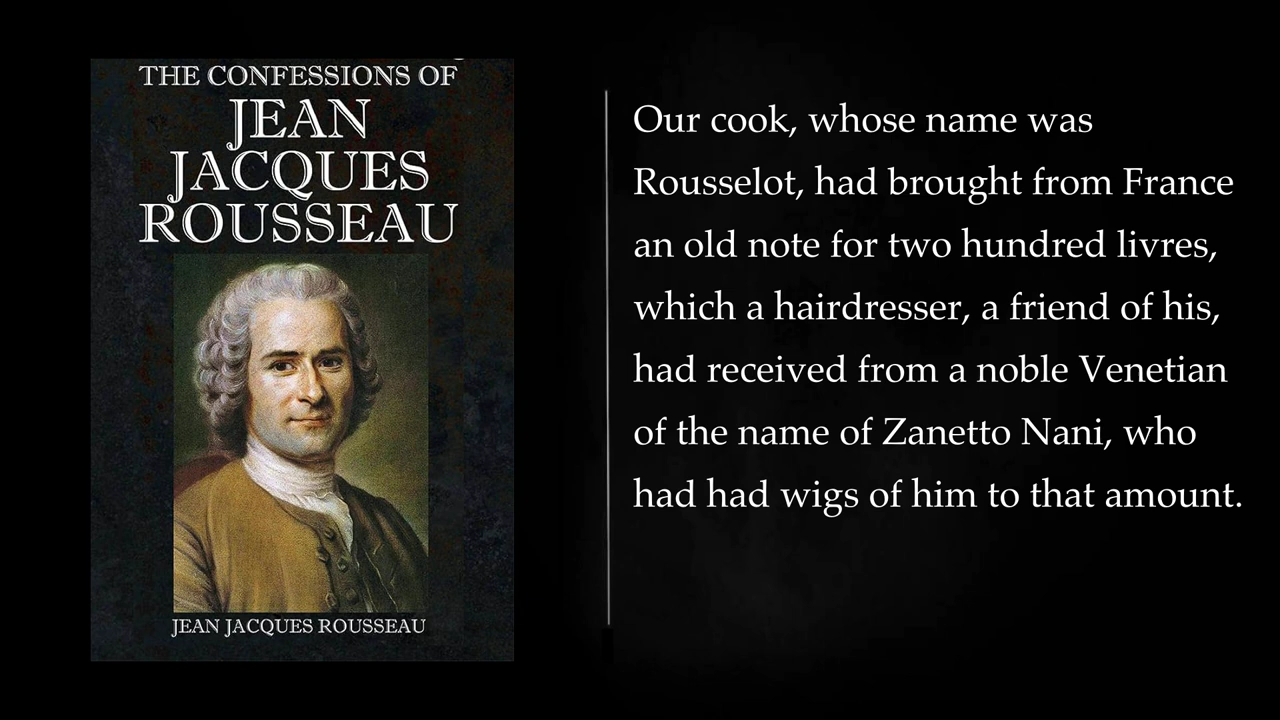 THE CONFESSIONS OF
JEAN
JACQUES
ROUSSEAU
JEAN JACQUES ROUSSEAU
Our cook, whose name was
Rousselot, had brought from France
an old note for two hundred livres,
which a hairdresser, a friend of his,
had received from a noble Venetian
of the name of Zanetto Nani, who
had had wigs of him to that amount.